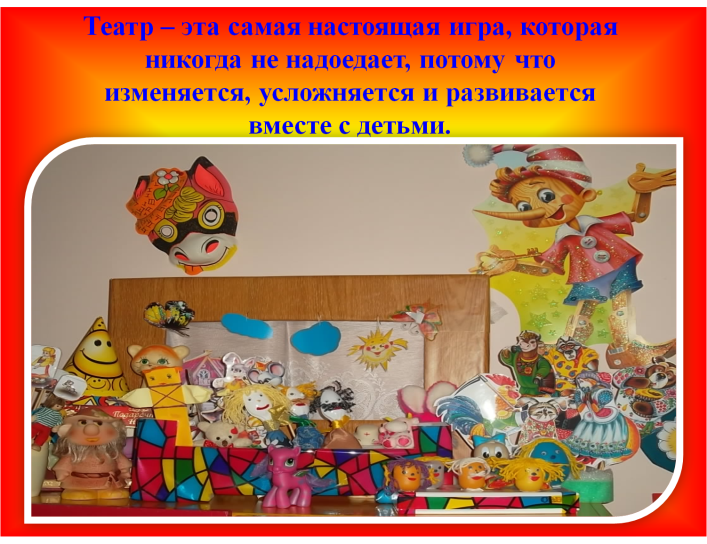 Театр – эта самая настоящая игра, которая
никогда не надоедает, потому что
изменяется, усложняется и развивается
вместе с детьми.